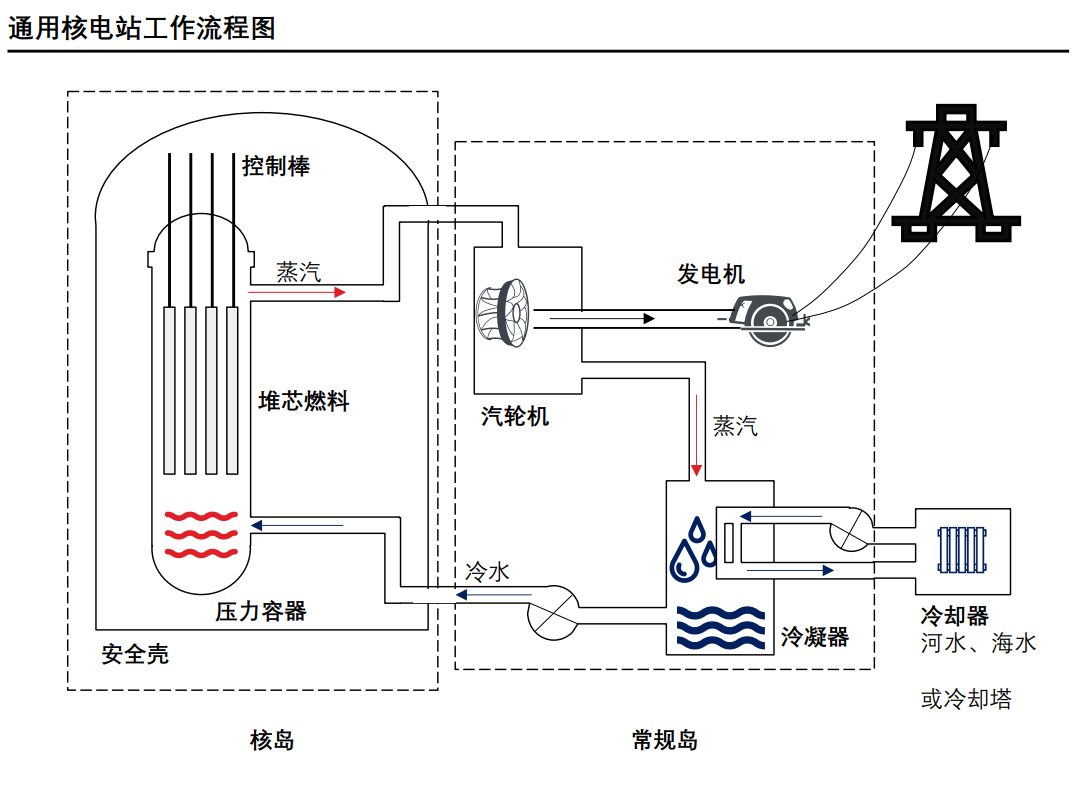 通用核电站工作流程图
控制棒
蒸汽
堆芯燃料
压力容器
安全壳
核岛
发电机
汽轮机
蒸汽
冷水
冷凝器
冷却器
河水、海水
或冷却塔
常规岛